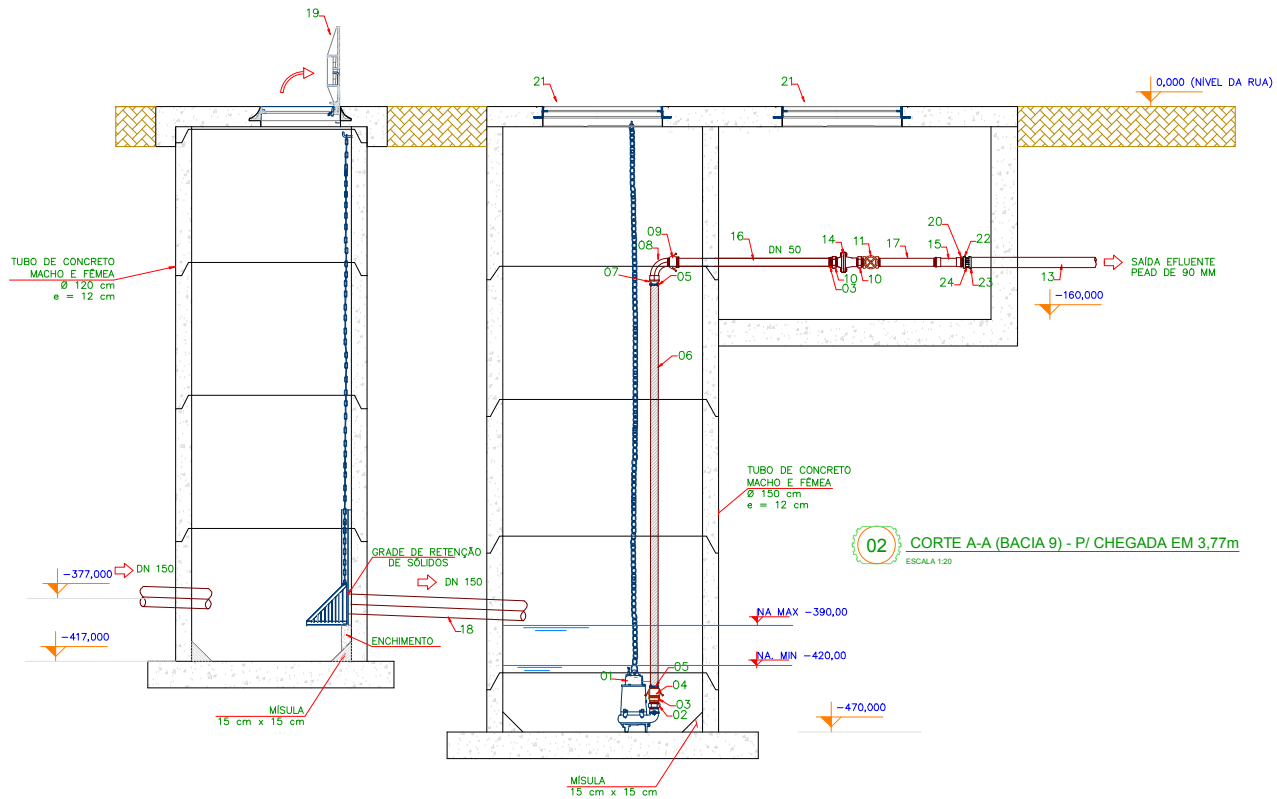 19
21
21
0,000 (NÍVEL DA RUA)
TUBO DE CONCRETO
MACHO E FÊMEA
Ø 120 cm
e = 12 cm
07
08
09
05
16
DN 50
14
10
03
11
10
17
15
20
22
24
23
13
SAÍDA EFLUENTE
PEAD DE 90 MM
-160,000
06
TUBO DE CONCRETO
MACHO E FÊMEA
Ø 150 cm
e = 12 cm
02
CORTE A-A (BACIA 9) - P/ CHEGADA EM 3,77m
ESCALA 1:20
GRADE DE RETENÇÃO
DE SÓLIDOS
-377,000
DN 150
DN 150
18
NA MAX -390,00
-417,000
ENCHIMENTO
NA. MIN -420,00
01
05
04
03
02
-470,000
MÍSULA
15 cm x 15 cm
MÍSULA
15 cm x 15 cm